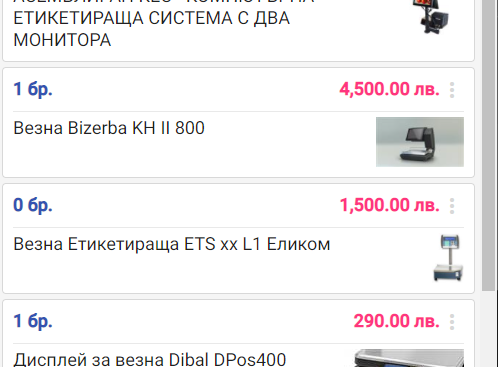 ЕТИКЕТИРАЩА СИСТЕМА С ДВА
МОНИТОРА
1 бр.
4,500.00 лв.
Везна Bizerba KH II 800
0 бр.
1,500.00 лв.
Везна Етикетираща ETS xx L1 Еликом
1 бр.
290.00 лв.
Дисплей за везна Dibal DPos400